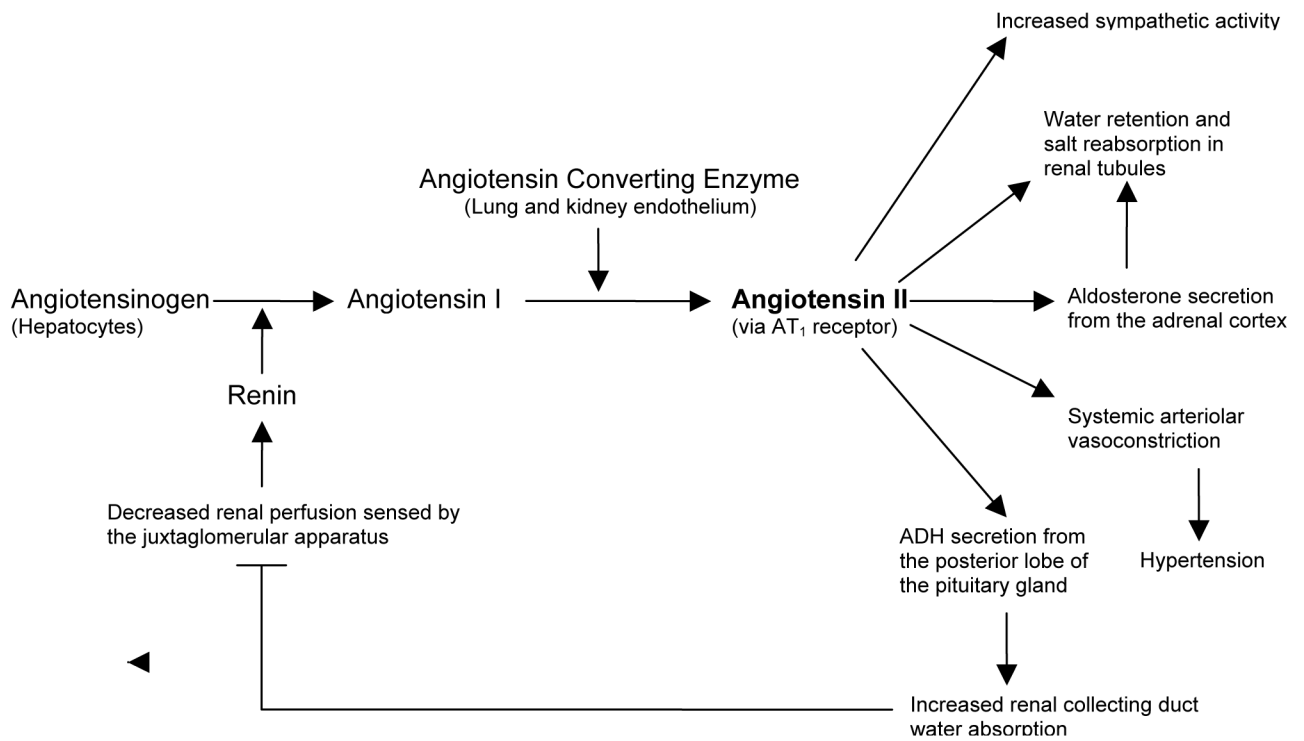 Increased sympathetic activity
Water retention and
salt reabsorption in
renal tubules
Angiotensin Converting Enzyme
(Lung and kidney endothelium)
Angiotensinogen
(Hepatocytes)
Angiotensin I
Angiotensin II
(via AT₁ receptor)
Aldosterone secretion
from the adrenal cortex
Renin
Systemic arteriolar
vasoconstriction
Decreased renal perfusion sensed by
the juxtaglomerular apparatus
ADH secretion from
the posterior lobe of
the pituitary gland
Hypertension
Increased renal collecting duct
water absorption